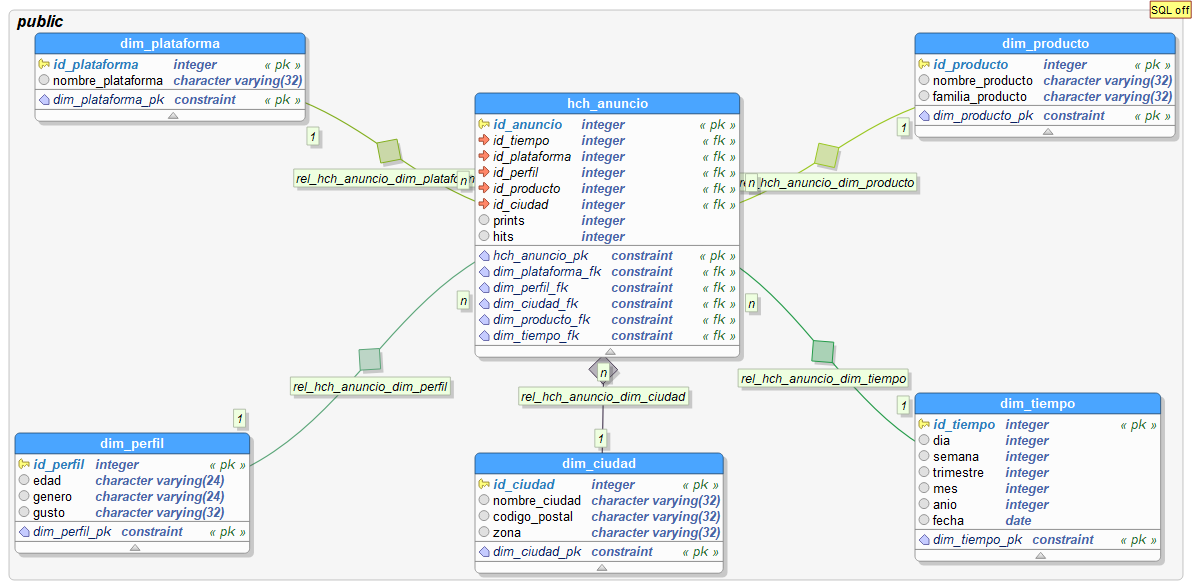 SQL off
public
dim_plataforma
id_plataforma integer « pk »
nombre_plataforma character varying(32)
dim_plataforma_pk constraint « pk »
dim_producto
id_producto integer « pk »
nombre_producto character varying(32)
familia_producto character varying(32)
dim_producto_pk constraint « pk »
hch_anuncio
id_anuncio integer « pk »
id_tiempo integer « fk »
id_plataforma integer « fk »
id_perfil integer « fk »
id_producto integer « fk »
id_ciudad integer « fk »
prints integer
hits integer
hch_anuncio_pk constraint « pk »
dim_plataforma_fk constraint « fk »
dim_perfil_fk constraint « fk »
dim_ciudad_fk constraint « fk »
dim_producto_fk constraint « fk »
dim_tiempo_fk constraint « fk »
1
n
1
n
rel_hch_anuncio_dim_producto
n
n
rel_hch_anuncio_dim_perfil
1
n
rel_hch_anuncio_dim_ciudad
1
rel_hch_anuncio_dim_tiempo
1
dim_perfil
id_perfil integer « pk »
edad character varying(24)
genero character varying(24)
gusto character varying(32)
dim_perfil_pk constraint « pk »
dim_ciudad
id_ciudad integer « pk »
nombre_ciudad character varying(32)
codigo_postal character varying(32)
zona character varying(32)
dim_ciudad_pk constraint « pk »
dim_tiempo
id_tiempo integer « pk »
dia integer
semana integer
trimestre integer
mes integer
anio integer
fecha date
dim_tiempo_pk constraint « pk »